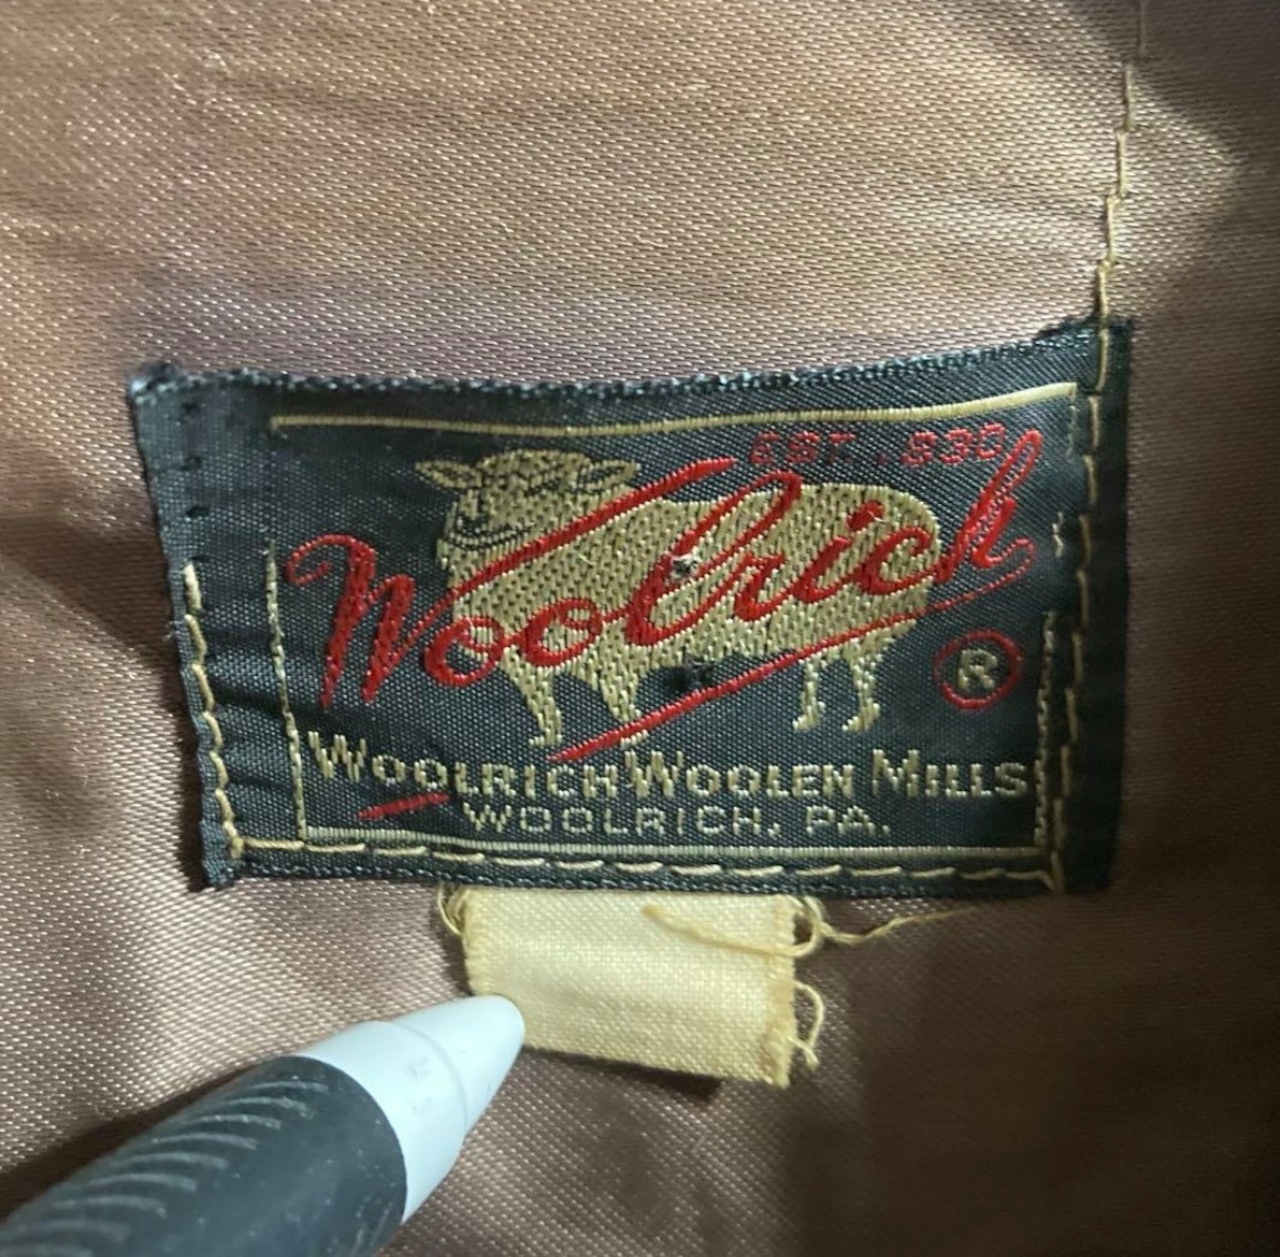 EST. 1830
Woolrich
®
WOOLRICH WOOLEN MILLS
WOOLRICH, PA.